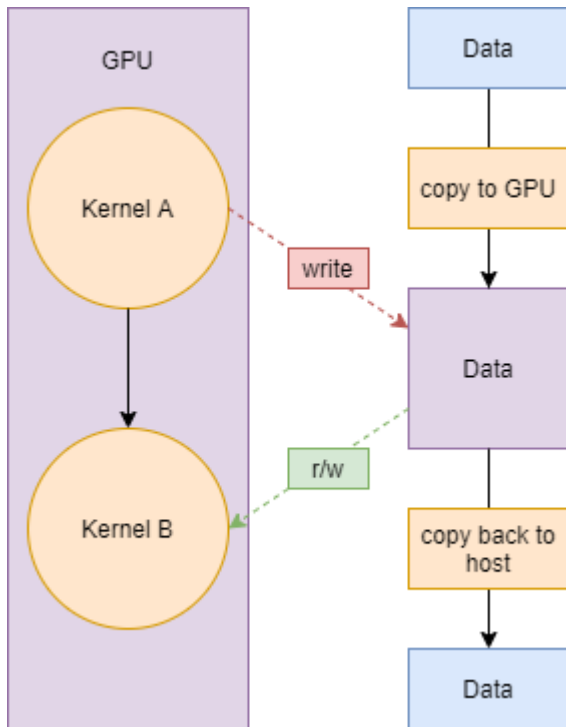 GPU
Kernel A
write
r/w
Kernel B
Data
copy to GPU
Data
copy back to
host
Data